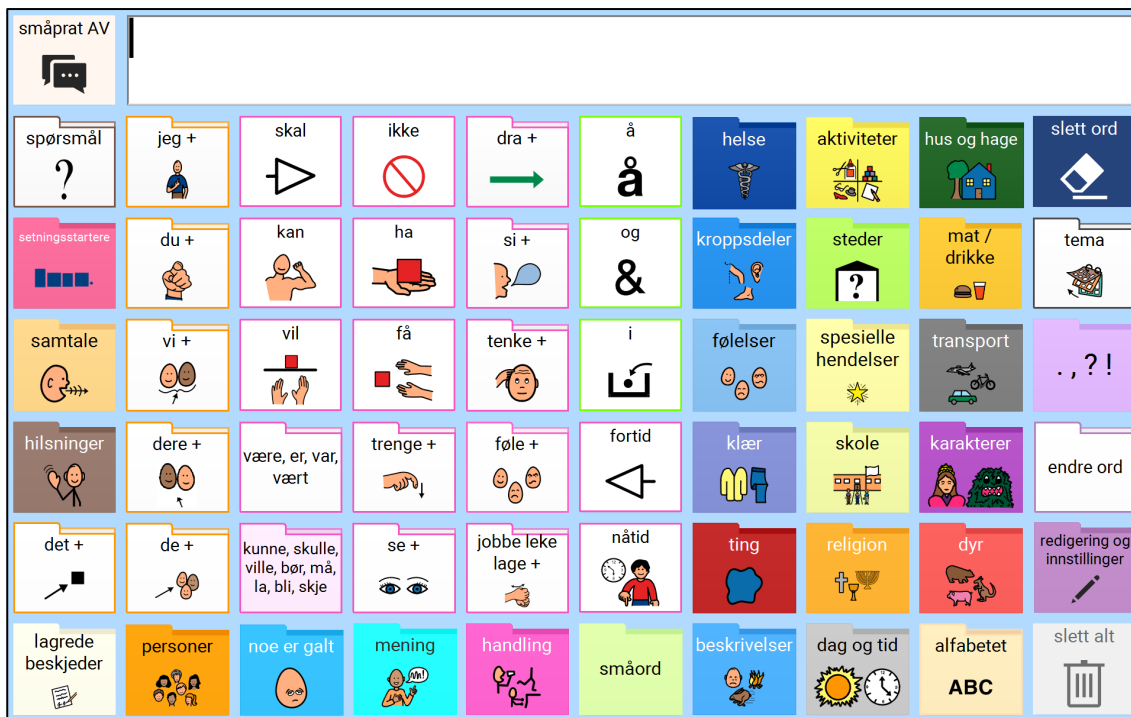 småprat AV
spørsmål
?
jeg +
skal
ikke
dra +
å
å
helse
aktiviteter
hus og hage
slett ord
setningsstartere
du +
kan
ha
si +
og
&
kroppsdeler
steder
?
mat /
drikke
tema
samtale
vi +
vil
få
tenke +
i
følelser
spesielle
hendelser
transport
. , ? !
hilsninger
dere +
være, er, var,
vært
trenge +
føle +
fortid
klær
skole
karakterer
endre ord
det +
de +
kunne, skulle,
ville, bør, må,
la, bli, skje
se +
jobbe leke
lage +
nåtid
ting
religion
dyr
redigering og
innstillinger
lagrede
beskjeder
personer
noe er galt
mening
Ah!
handling
småord
beskrivelser
dag og tid
alfabetet
ABC
slett alt